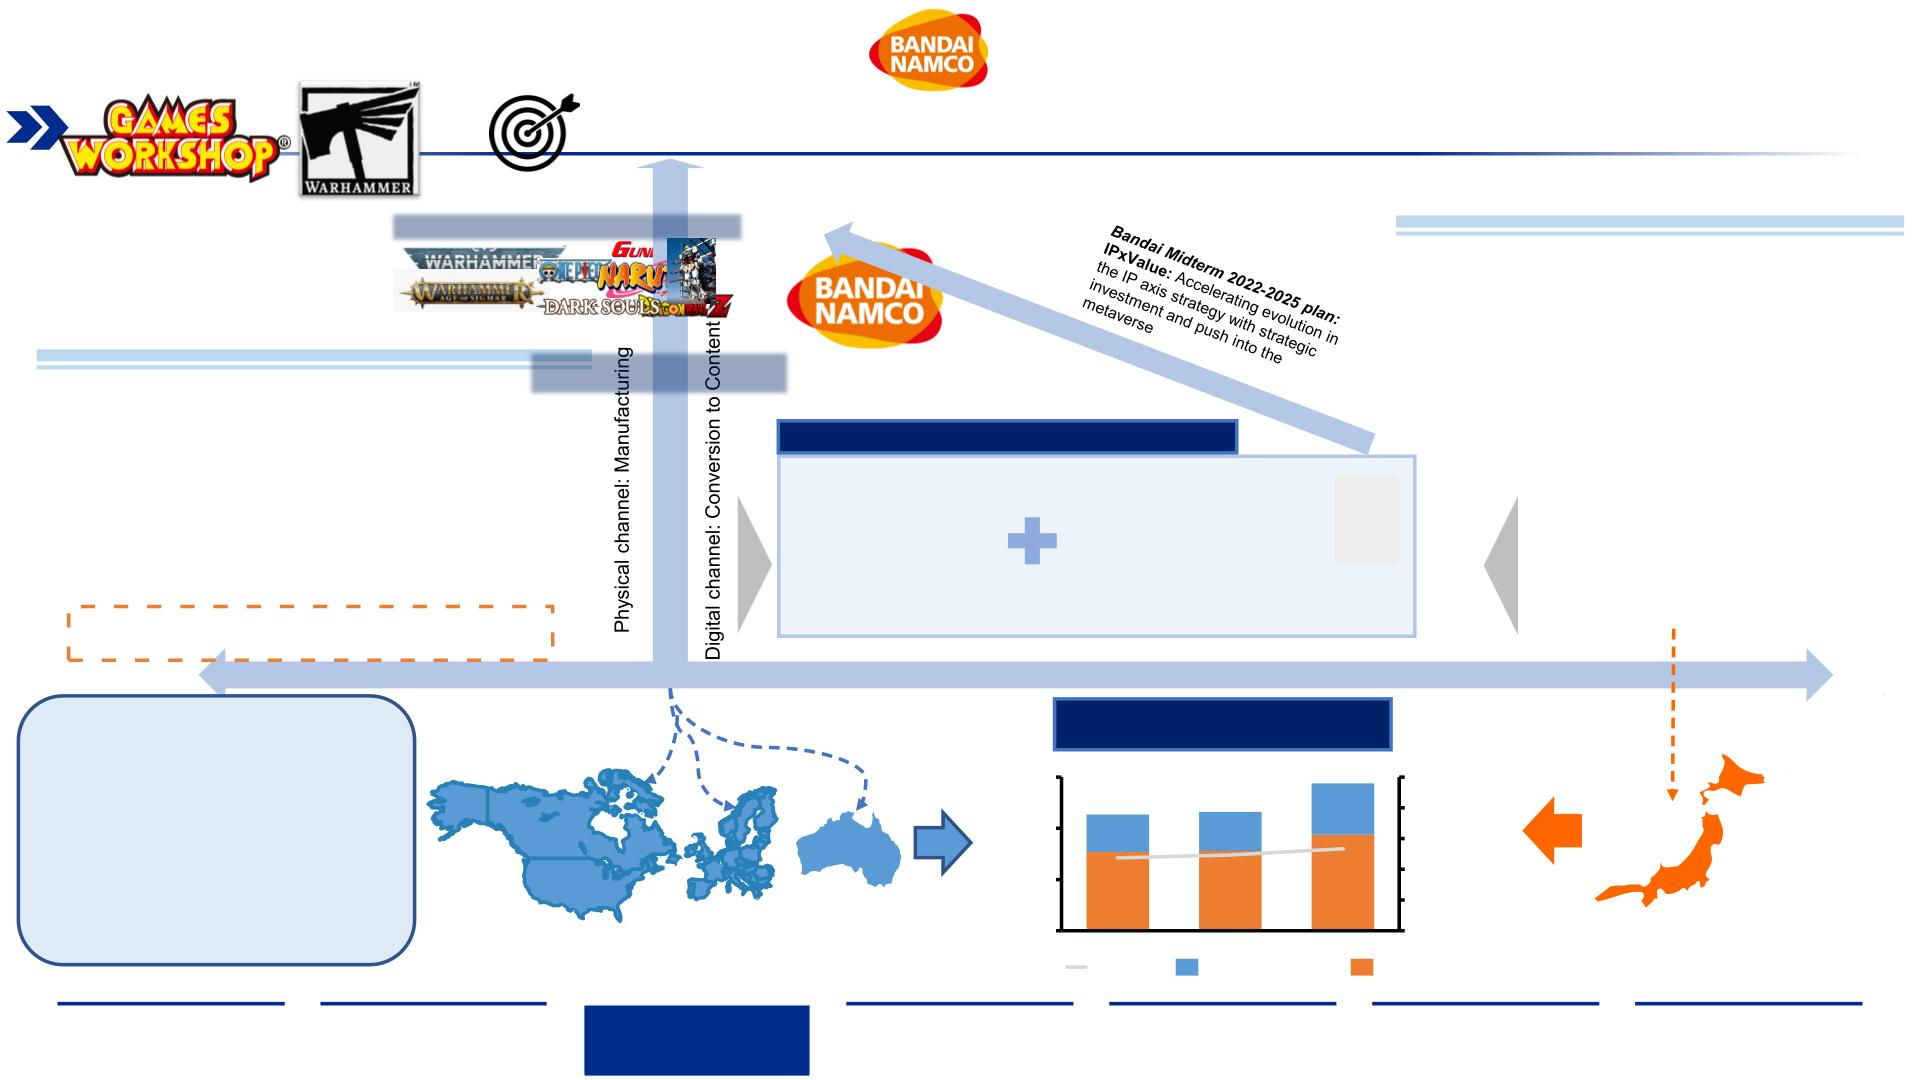 BANDAI
NAMCO
GAMES
WORKSHOP®
WARHAMMER
WARHAMMER
WARHAMMER
AGE OF SIGMAR
ONE PIECE
DARK SOULS
BANDAI
NAMCO
Bandai Midterm 2022-2025 plan:
IPxValue: Accelerating evolution in
the IP axis strategy with strategic
investment and push into the
metaverse
Physical channel: Manufacturing
Digital channel: Conversion to Content